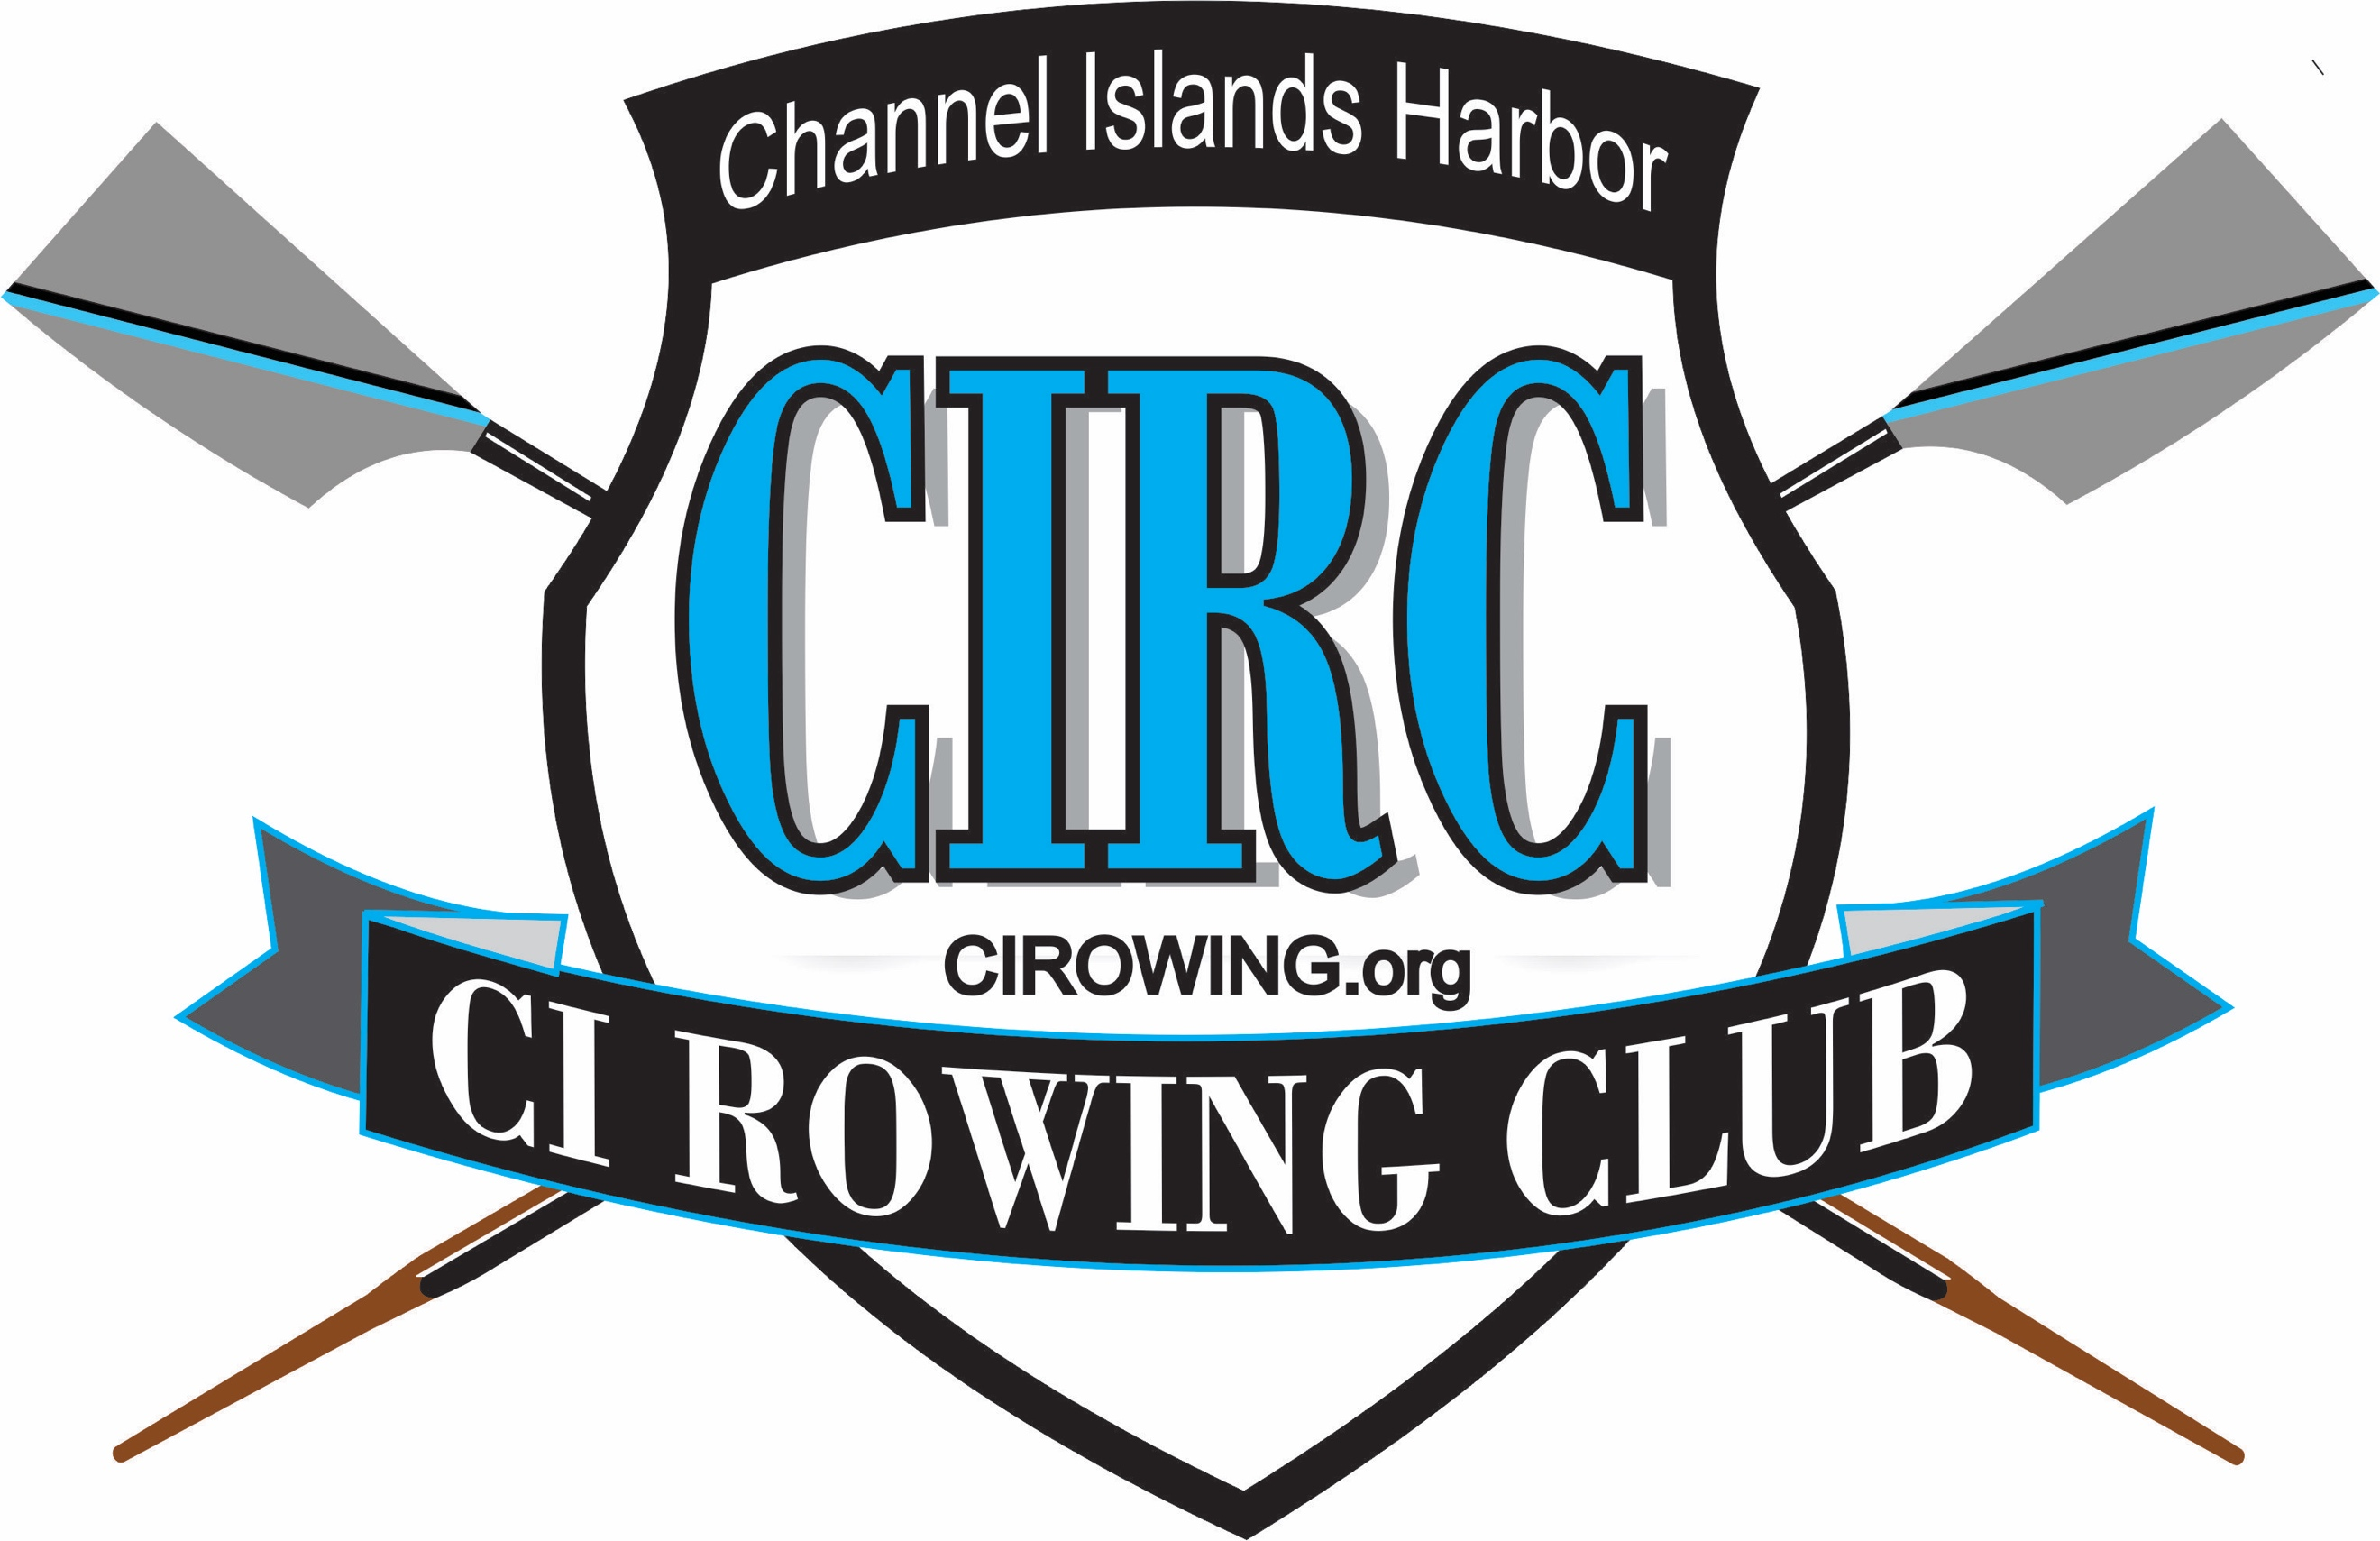 Channel Islands Harbor
CIRC
CIROWING.org
CI ROWING CLUB